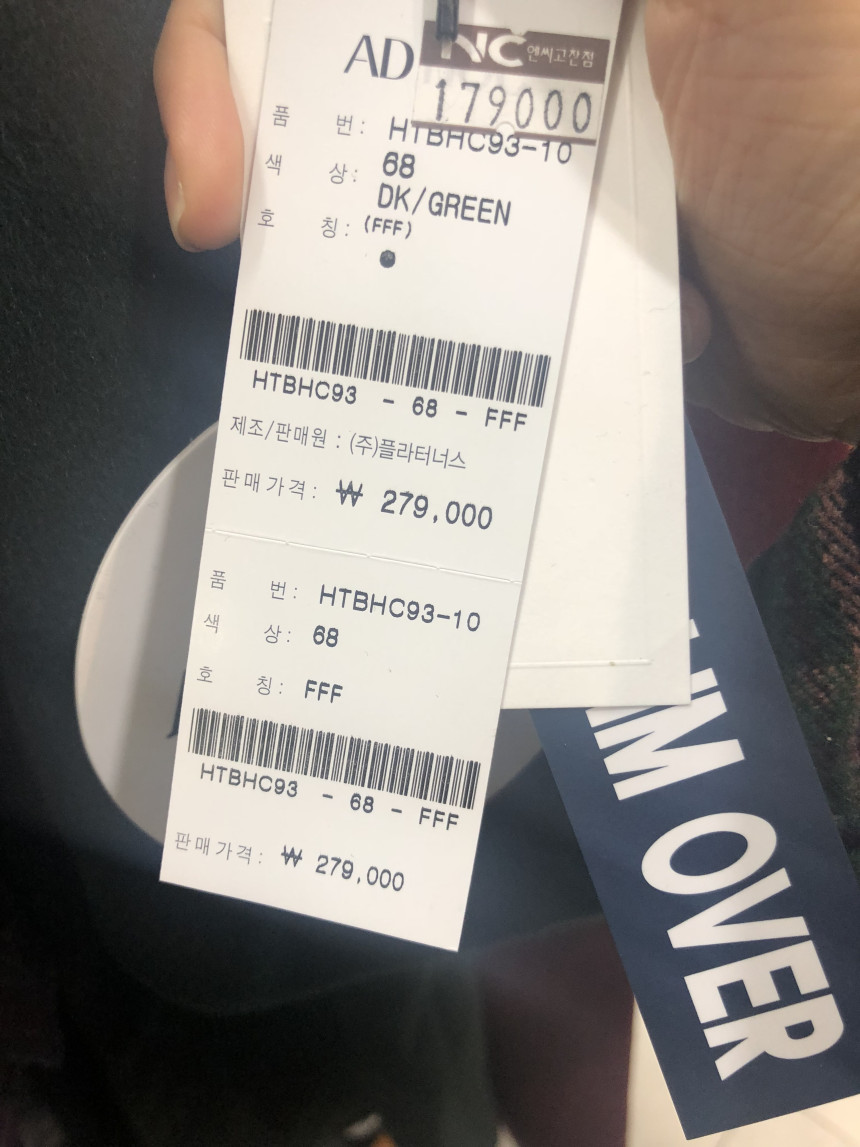 AD
NC 엔씨고잔점
179000
품 번 : HTBHC93-10
색 상 : 68
DK/GREEN
호 칭 : (FFF)
HTBHC93 - 68 - FFF
제조/판매원 : (주)플라터너스
판매가격 : ₩ 279,000
품 번 : HTBHC93-10
색 상 : 68
호 칭 : FFF
HTBHC93 - 68 - FFF
판매가격 : ₩ 279,000
OVER